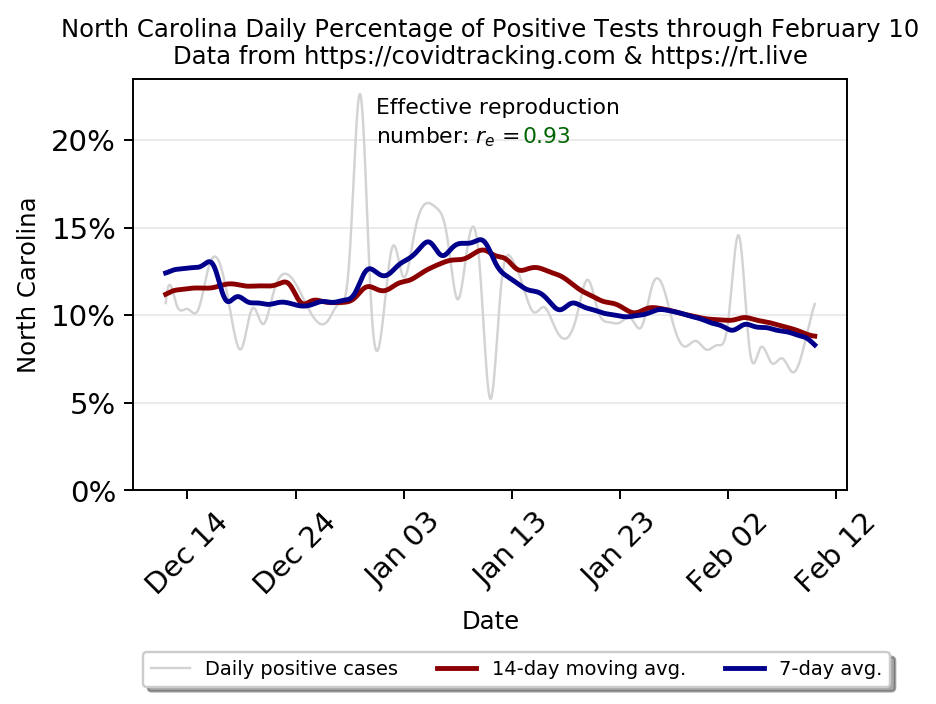 North Carolina Daily Percentage of Positive Tests through February 10
Data from https://covidtracking.com & https://rt.live
Effective reproduction
number: rₑ = 0.93
North Carolina
20%
15%
10%
5%
0%
Dec 14
Dec 24
Jan 03
Jan 13
Jan 23
Feb 02
Feb 12
Date
Daily positive cases
14-day moving avg.
7-day avg.